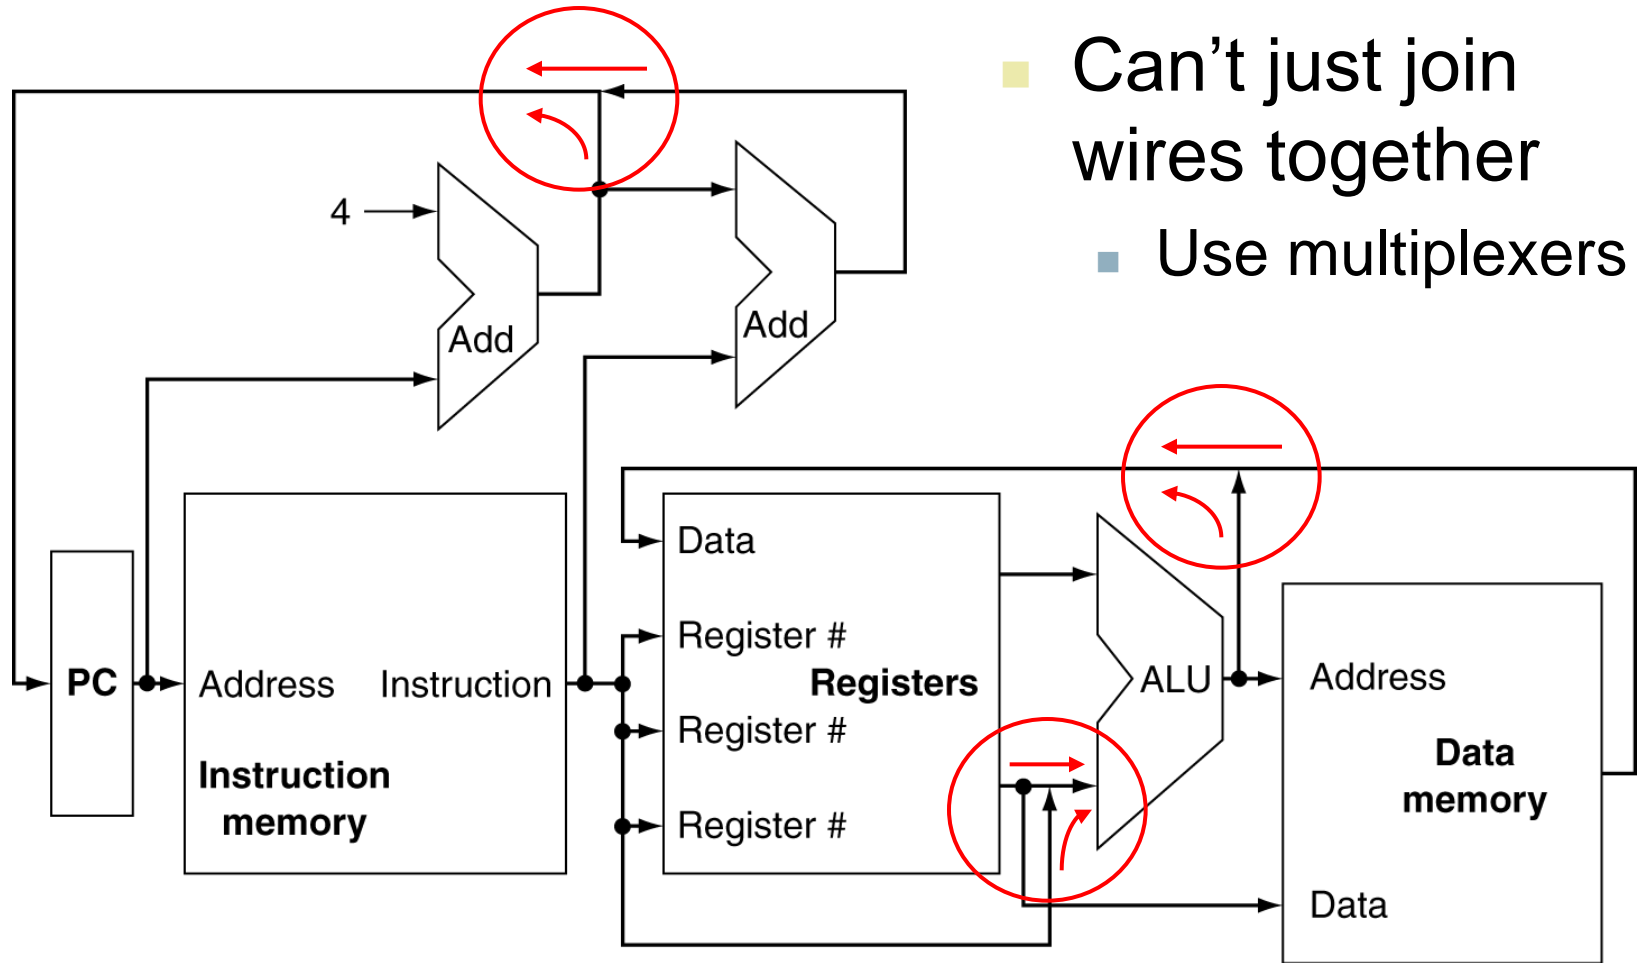 Can’t just join
wires together
Use multiplexers
4
Add
Add
Data
Register #
PC
Address
Instruction
Registers
ALU
Address
Register #
Instruction
memory
Data
memory
Register #
Data